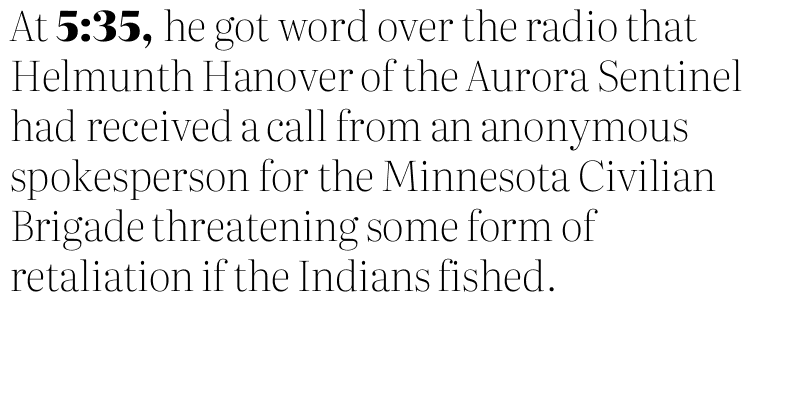 At 5:35, he got word over the radio that
Helmunth Hanover of the Aurora Sentinel
had received a call from an anonymous
spokesperson for the Minnesota Civilian
Brigade threatening some form of
retaliation if the Indians fished.